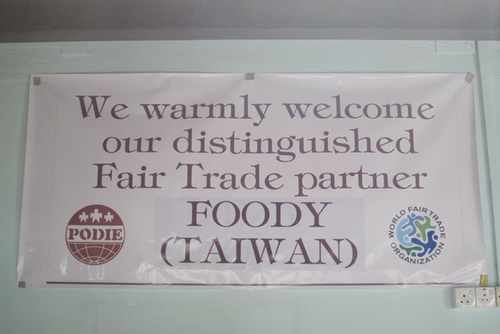 We warmly welcome
our distinguished
Fair Trade partner
FOODY
(TAIWAN)
PODIE
WORLD FAIR TRADE
ORGANIZATION